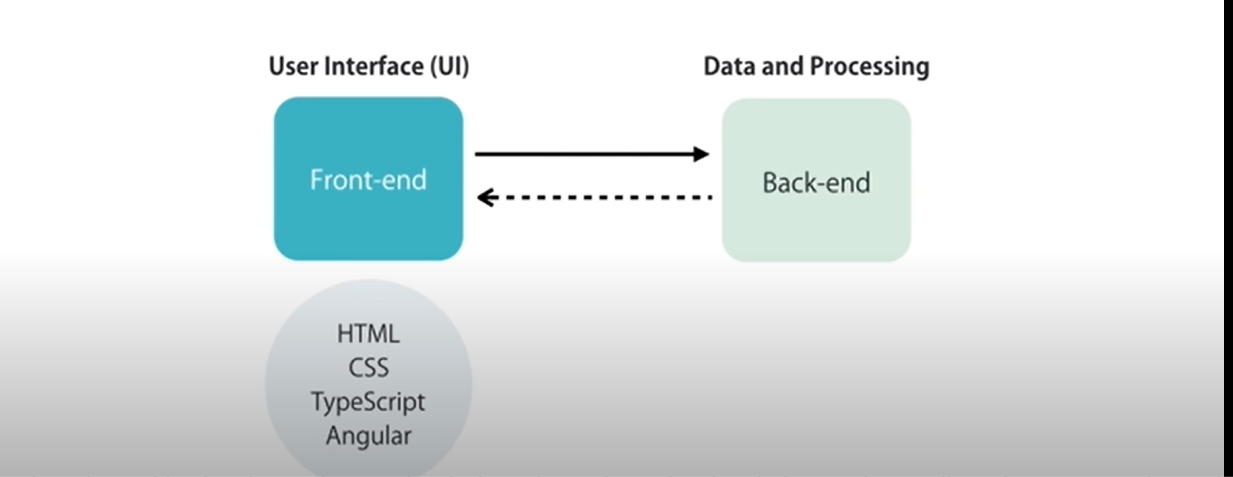 User Interface (UI)
Data and Processing
Front-end
Back-end
HTML
CSS
TypeScript
Angular